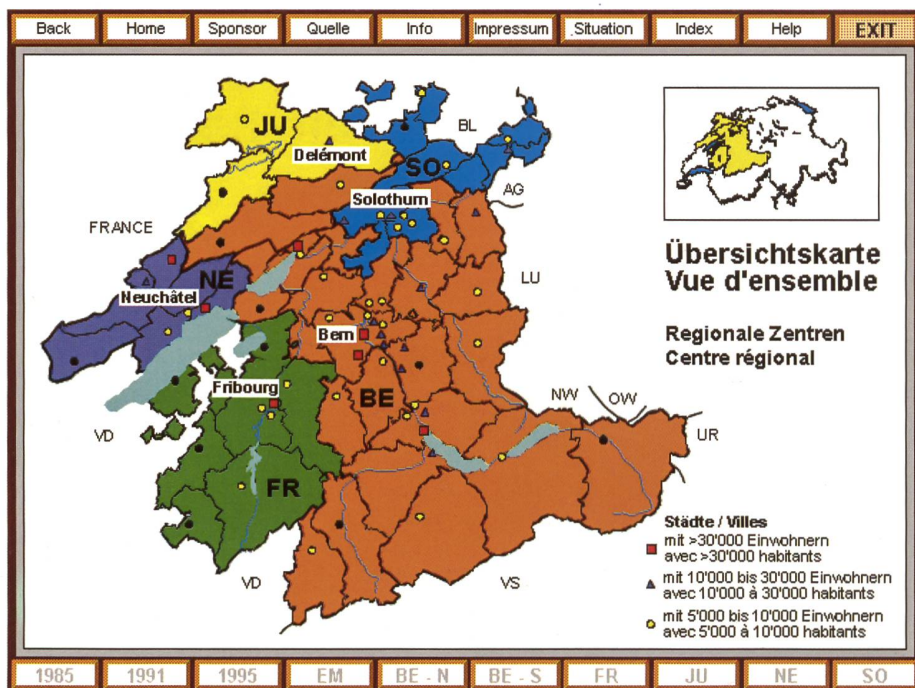 Back Home Sponsor Quelle Info Impressum .Situation Index Help EXIT
JU
BL
Delémont
SO
AG
Solothurn
FRANCE
Übersichtskarte
Vue d'ensemble
LU
NE
Neuchâtel
Regionale Zentren
Centre régional
Bern
Fribourg
BE
NW
OW
VD
UR
FR
Städte / Villes
mit >30'000 Einwohnern
avec >30'000 habitants
VD
VS
mit 10'000 bis 30'000 Einwohnern
avec 10'000 à 30'000 habitants
mit 5'000 bis 10'000 Einwohnern
avec 5'000 à 10'000 habitants
1985 1991 1995 EM BE - N BE - S FR JU NE SO